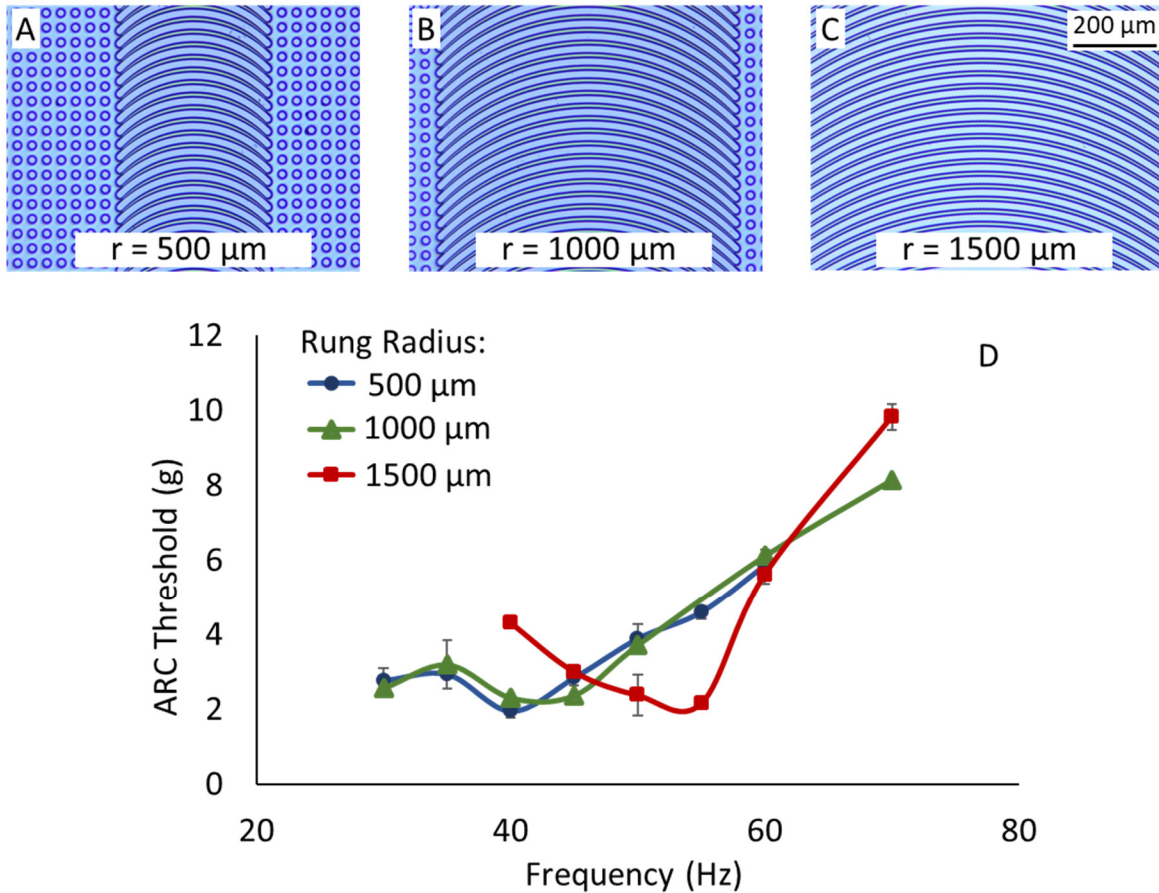 A
B
C
200 μm
r = 500 μm
r = 1000 μm
r = 1500 μm
D
Rung Radius:
500 μm
1000 μm
1500 μm
12
10
8
6
4
2
0
ARC Threshold (g)
20
40
60
80
Frequency (Hz)